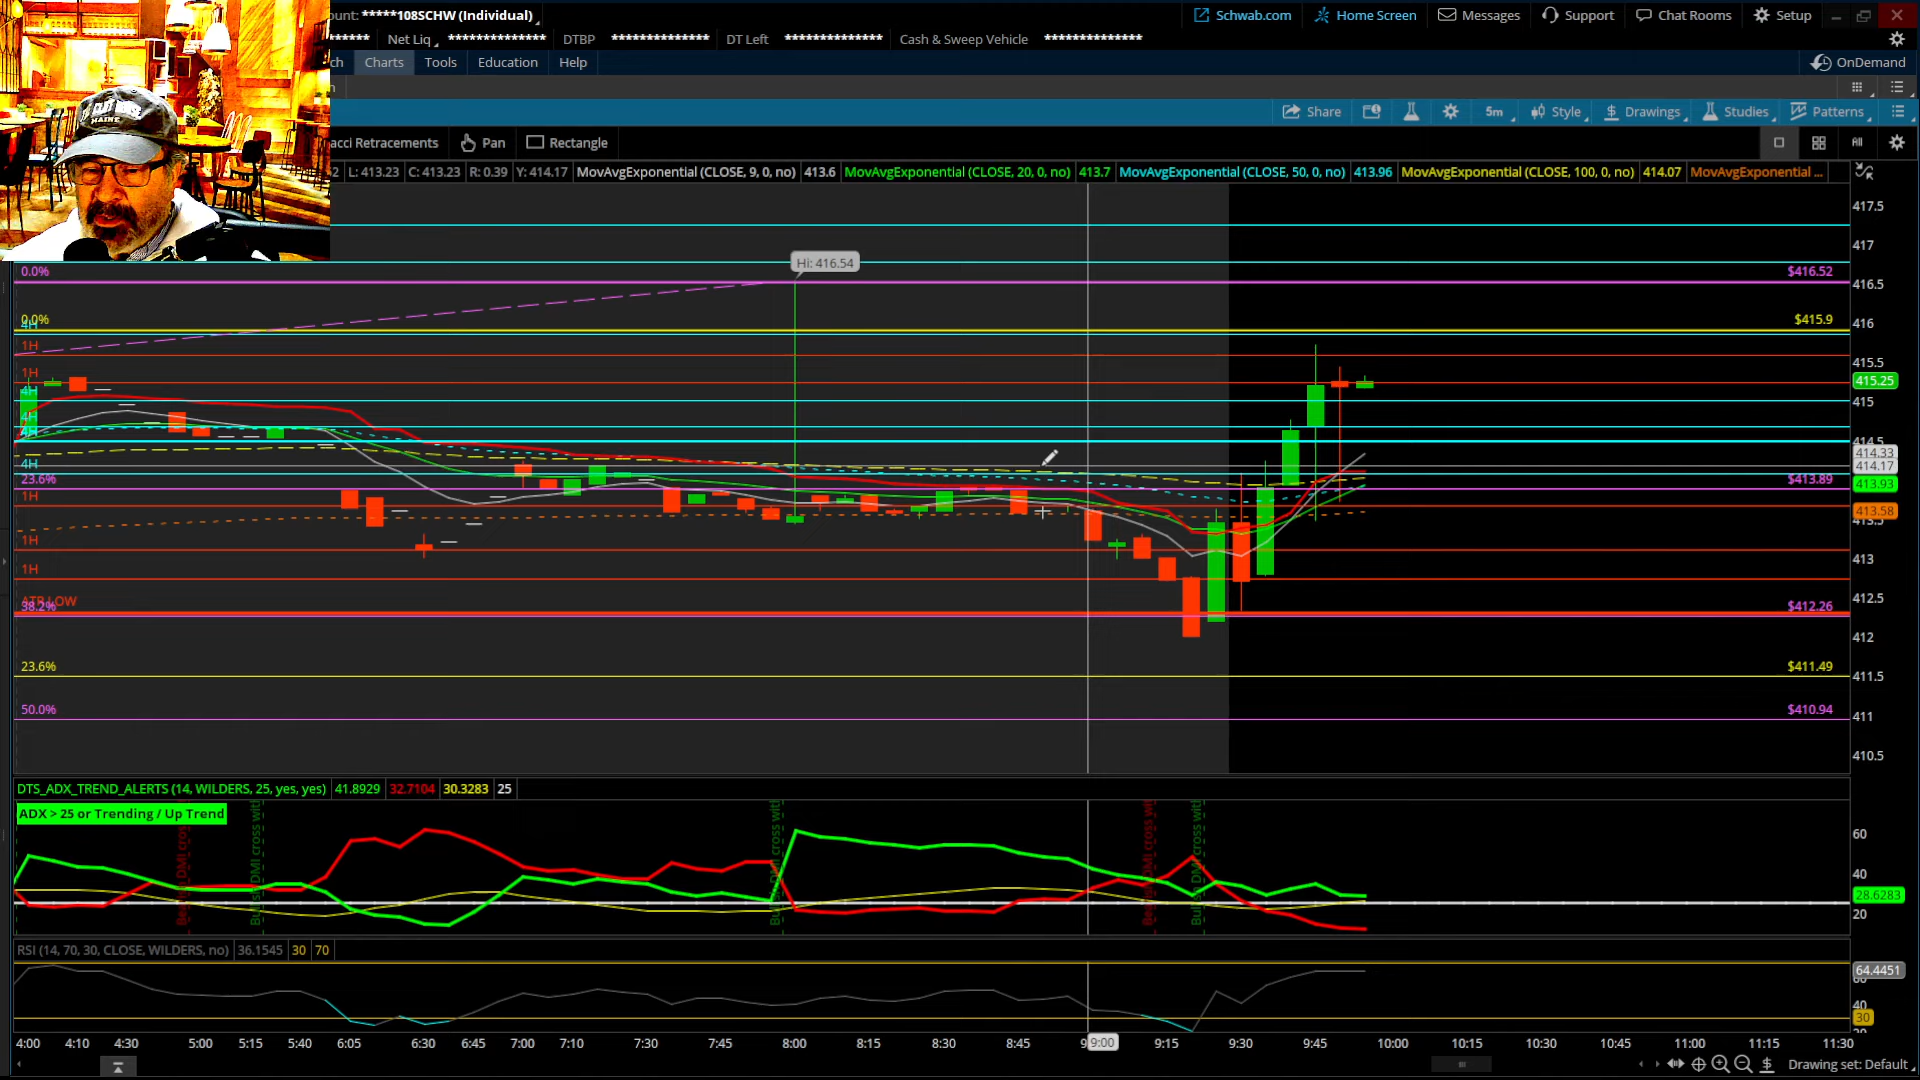 ount: *****108SCHW (Individual)
Schwab.com
Home Screen
Messages
Support
Chat Rooms
Setup
****** Net Liq ************** DTBP ************** DT Left ************** Cash & Sweep Vehicle **************
ch Charts Tools Education Help
OnDemand
Share 5m Style Drawings Studies Patterns
acci Retracements Pan Rectangle All
MAINE
2 L: 413.23 C: 413.23 R: 0.39 Y: 414.17 MovAvgExponential (CLOSE, 9, 0, no) 413.6 MovAvgExponential (CLOSE, 20, 0, no) 413.7 MovAvgExponential (CLOSE, 50, 0, no) 413.96 MovAvgExponential (CLOSE, 100, 0, no) 414.07 MovAvgExponential ...
417.5
417
Hi: 416.54
0.0% $416.52
416.5
0.0% $415.9
4H
416
1H
415.5
1H
415.25
4H
415
4H
4H
414.5
414.33
4H
414.17
23.6% $413.89
413.93
1H
413.58
413.5
1H
413
1H
412.5
ATR LOW
38.2% $412.26
412
23.6% $411.49
411.5
50.0% $410.94
411
410.5
DTS_ADX_TREND_ALERTS (14, WILDERS, 25, yes, yes) 41.8929 32.7104 30.3283 25
ADX > 25 or Trending / Up Trend
60
40
28.6283
20
RSI (14, 70, 30, CLOSE, WILDERS, no) 36.1545 30 70
64.4451
60
40
30
4:00 4:10 4:30 5:00 5:15 5:40 6:05 6:30 6:45 7:00 7:10 7:30 7:45 8:00 8:15 8:30 8:45 9:00 9:15 9:30 9:45 10:00 10:15 10:30 10:45 11:00 11:15 11:30
Drawing set: Default